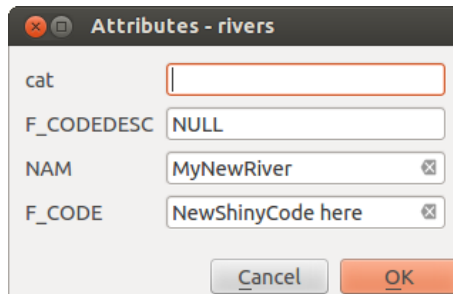 Attributes - rivers
cat
F_CODEDESC NULL
NAM MyNewRiver
F_CODE NewShinyCode here
Cancel OK